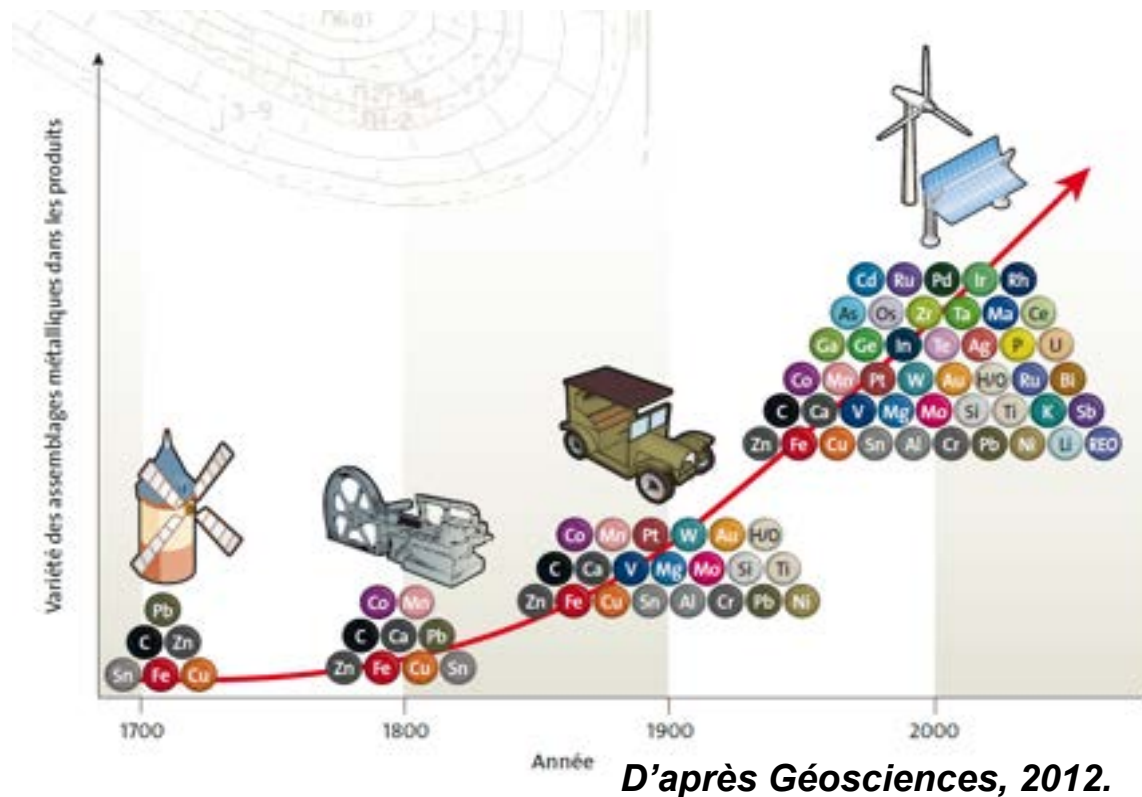 Variété des assemblages métalliques dans les produits
Cd Ru Pd Ir Rh
As Os Zr Ta Ma Ce
Ga Ge In Te Ag P U
Co Mn Pt W Au H/O Ru Bi
C Ca V Mg Mo Si Ti K Sb
Zn Fe Cu Sn Al Cr Pb Ni Li REO
Co Mn Pt W Au H/O
C Ca V Mg Mo Si Ti
Zn Fe Cu Sn Al Cr Pb Ni
Co Mn
C Ca Pb
Zn Fe Cu Sn
Pb
C Zn
Sn Fe Cu
1700 1800 1900 2000
Année
D'après Géosciences, 2012.